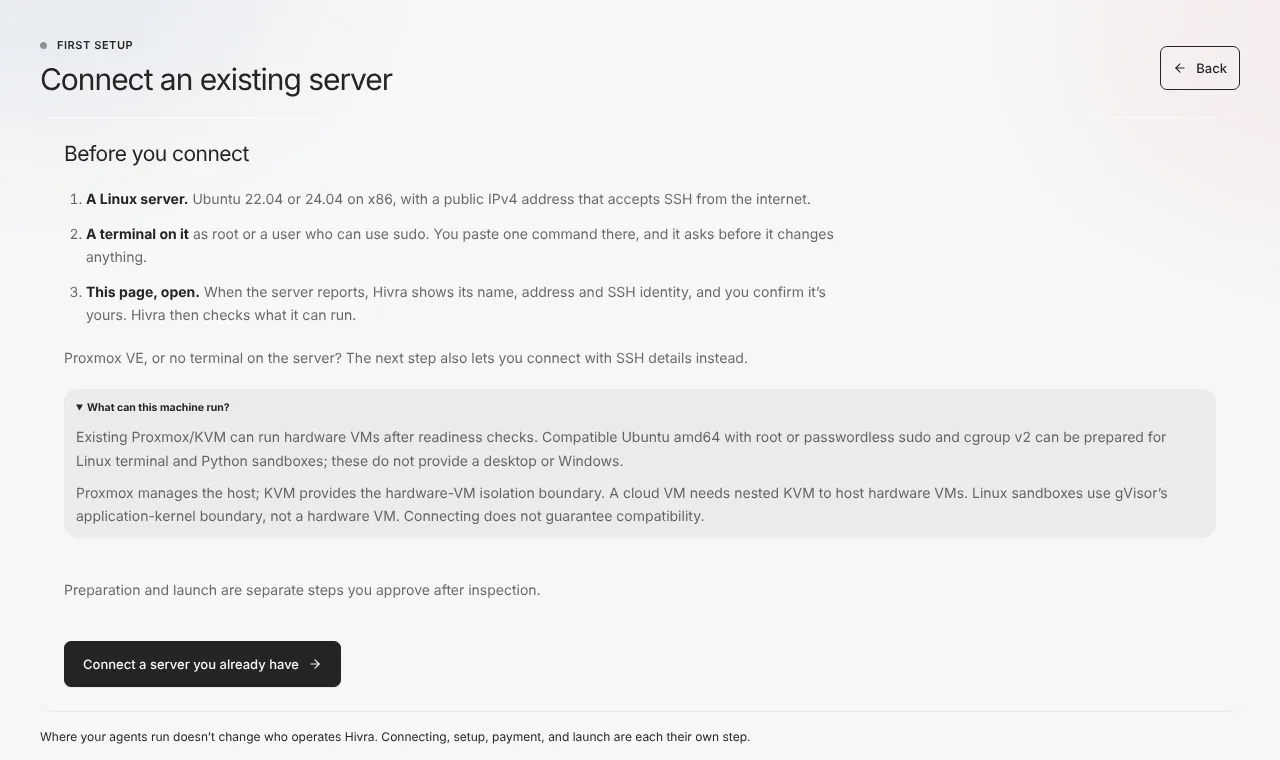 FIRST SETUP
Connect an existing server
Back
Before you connect
1. A Linux server. Ubuntu 22.04 or 24.04 on x86, with a public IPv4 address that accepts SSH from the internet.
2. A terminal on it as root or a user who can use sudo. You paste one command there, and it asks before it changes
anything.
3. This page, open. When the server reports, Hivra shows its name, address and SSH identity, and you confirm it’s
yours. Hivra then checks what it can run.
Proxmox VE, or no terminal on the server? The next step also lets you connect with SSH details instead.
What can this machine run?
Existing Proxmox/KVM can run hardware VMs after readiness checks. Compatible Ubuntu amd64 with root or passwordless sudo and cgroup v2 can be prepared for
Linux terminal and Python sandboxes; these do not provide a desktop or Windows.
Proxmox manages the host; KVM provides the hardware-VM isolation boundary. A cloud VM needs nested KVM to host hardware VMs. Linux sandboxes use gVisor’s
application-kernel boundary, not a hardware VM. Connecting does not guarantee compatibility.
Preparation and launch are separate steps you approve after inspection.
Connect a server you already have
Where your agents run doesn’t change who operates Hivra. Connecting, setup, payment, and launch are each their own step.